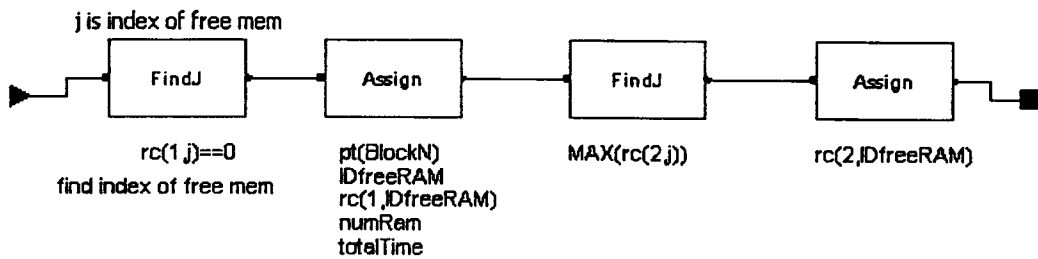 j is index of free mem
FindJ
Assign
FindJ
Assign
rc(1,j)==0
find index of free mem
pt(BlockN)
IDfreeRAM
rc(1,IDfreeRAM)
numRam
totalTime
MAX(rc(2,j))
rc(2,IDfreeRAM)